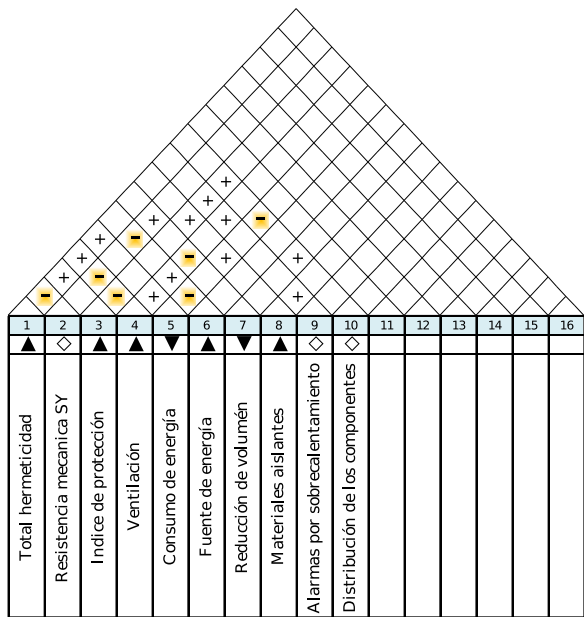 +
+
+ + + −
+ −
+ − + +
+ − +
− − + − +
1 2 3 4 5 6 7 8 9 10 11 12 13 14 15 16
▲ ◇ ▲ ▲ ▼ ▲ ▼ ▲ ◇ ◇
Total hermeticidad
Resistencia mecanica SY
Indice de protección
Ventilación
Consumo de energía
Fuente de energía
Reducción de volumén
Materiales aislantes
Alarmas por sobrecalentamiento
Distribución de los componentes